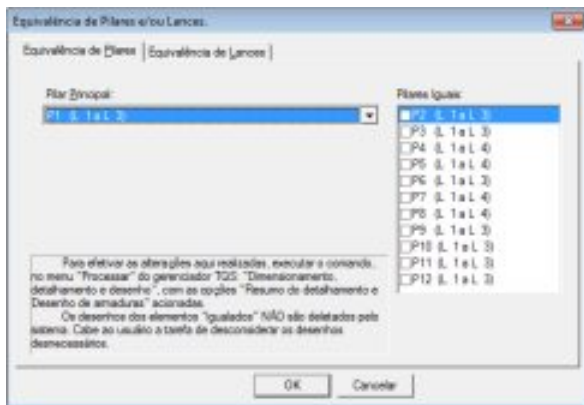 Equivalência de Pilares e/ou Lances.
Equivalência de Pilares
Equivalência de Lances
Pilar Principal:
P1 (L 1 a L 3)
Pilares Iguais:
P2 (L 1 a L 3)
P3 (L 1 a L 3)
P4 (L 1 a L 4)
P5 (L 1 a L 4)
P6 (L 1 a L 3)
P7 (L 1 a L 4)
P8 (L 1 a L 4)
P9 (L 1 a L 3)
P10 (L 1 a L 3)
P11 (L 1 a L 3)
P12 (L 1 a L 3)
Para efetivar as alterações aqui realizadas, executar o comando,
no menu "Processar" do gerenciador TQS: "Dimensionamento,
detalhamento e desenho", com as opções "Resumo do detalhamento e
Desenho de armaduras" acionadas.
Os desenhos dos elementos "igualados" NÃO são deletados pelo
sistema. Cabe ao usuário a tarefa de desconsiderar os desenhos
desnecessários.
OK
Cancelar